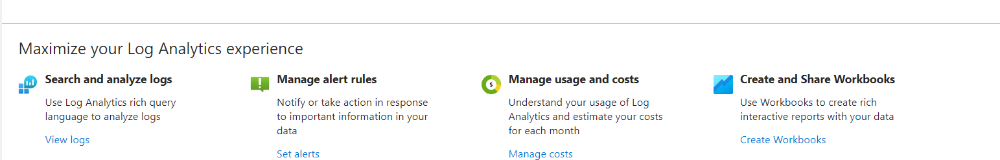 Maximize your Log Analytics experience
Search and analyze logs
Use Log Analytics rich query
language to analyze logs
View logs
Manage alert rules
Notify or take action in response
to important information in your
data
Set alerts
Manage usage and costs
Understand your usage of Log
Analytics and estimate your costs
for each month
Manage costs
Create and Share Workbooks
Use Workbooks to create rich
interactive reports with your data
Create Workbooks